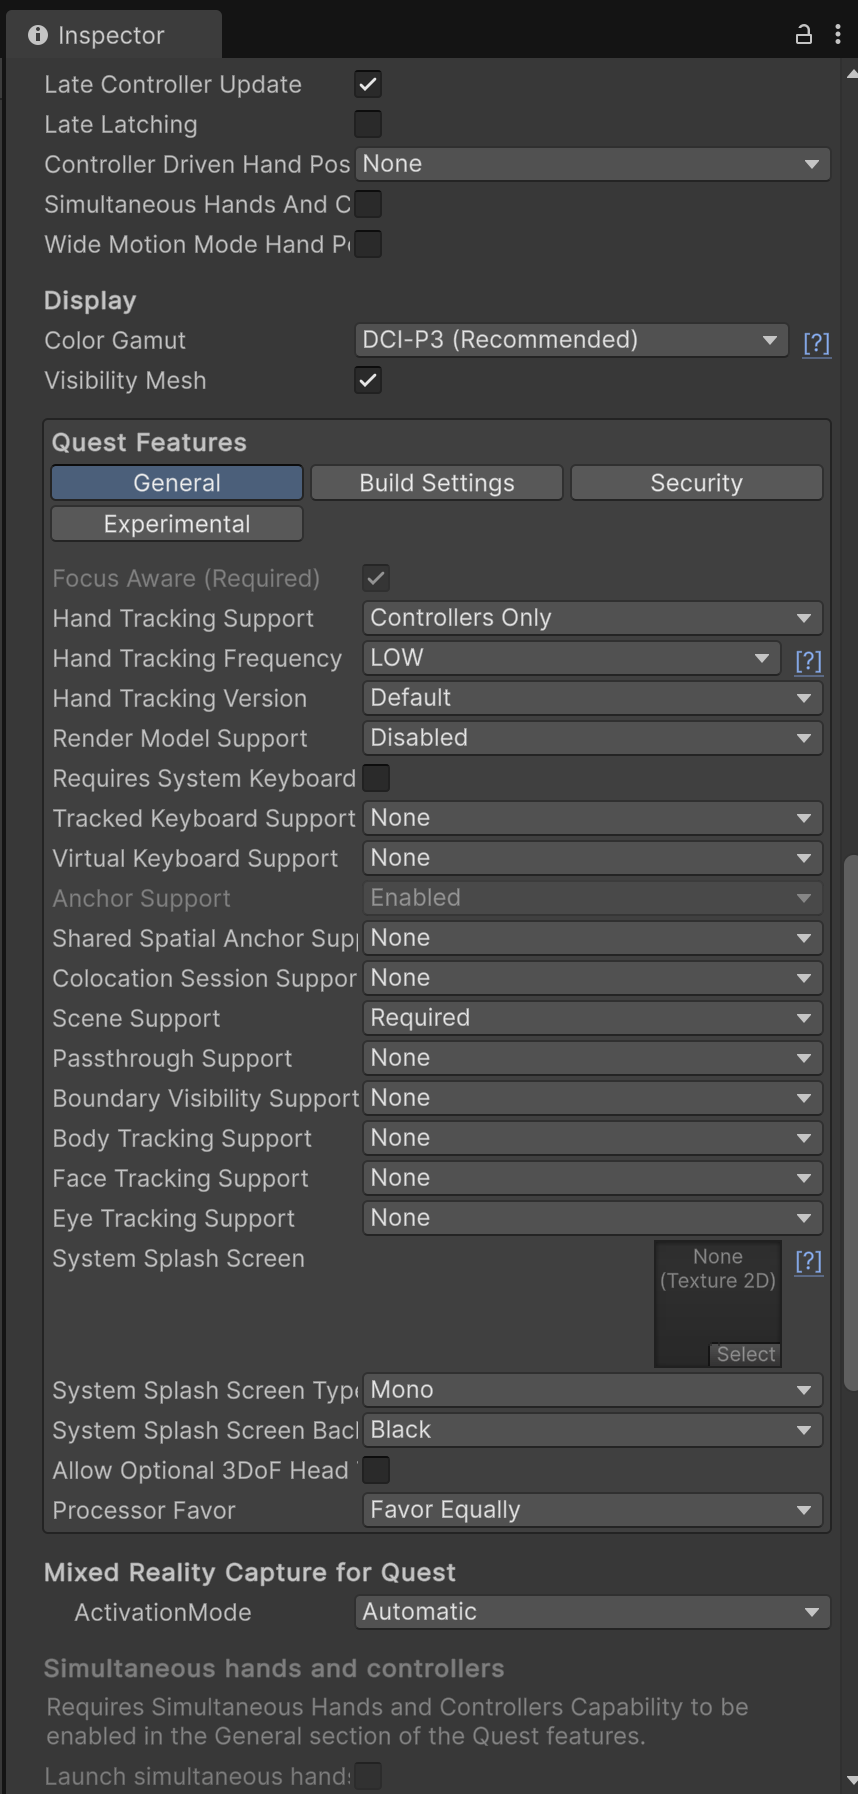 Inspector
Late Controller Update
Late Latching
Controller Driven Hand Pos None
Simultaneous Hands And C
Wide Motion Mode Hand P
Display
Color Gamut DCI-P3 (Recommended) [?]
Visibility Mesh
Quest Features
General Build Settings Security
Experimental
Focus Aware (Required)
Hand Tracking Support Controllers Only
Hand Tracking Frequency LOW [?]
Hand Tracking Version Default
Render Model Support Disabled
Requires System Keyboard
Tracked Keyboard Support None
Virtual Keyboard Support None
Anchor Support Enabled
Shared Spatial Anchor Supp None
Colocation Session Suppor None
Scene Support Required
Passthrough Support None
Boundary Visibility Support None
Body Tracking Support None
Face Tracking Support None
Eye Tracking Support None
System Splash Screen None [?]
(Texture 2D)
Select
System Splash Screen Type Mono
System Splash Screen Bac Black
Allow Optional 3DoF Head
Processor Favor Favor Equally
Mixed Reality Capture for Quest
ActivationMode Automatic
Simultaneous hands and controllers
Requires Simultaneous Hands and Controllers Capability to be
enabled in the General section of the Quest features.
Launch simultaneous hands